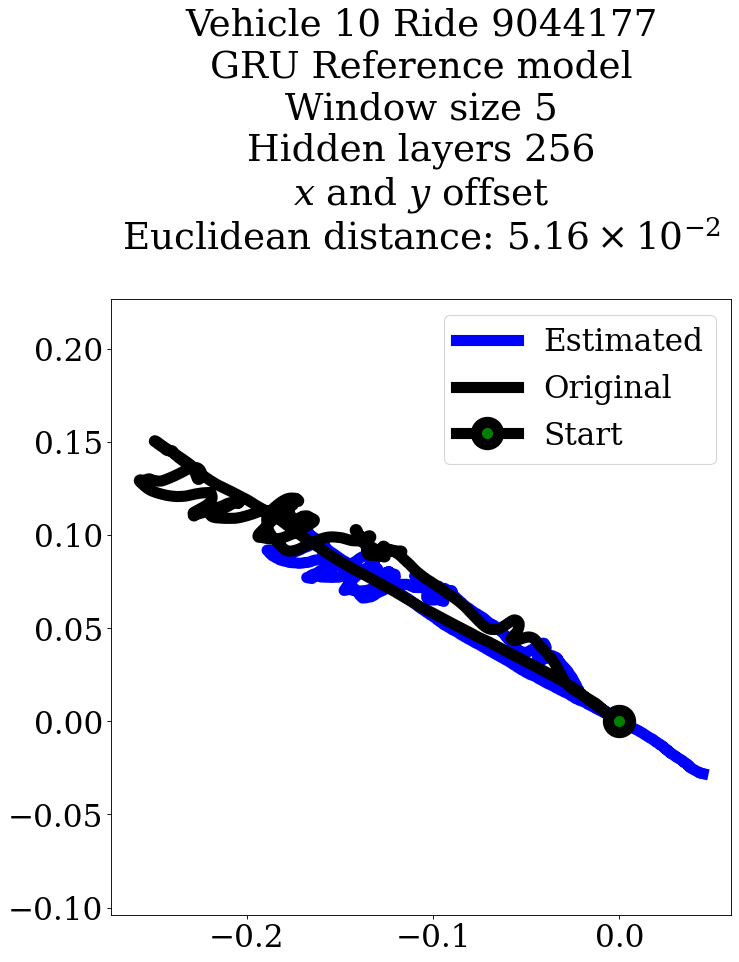 Vehicle 10 Ride 9044177
GRU Reference model
Window size 5
Hidden layers 256
x and y offset
Euclidean distance: 5.16 × 10⁻²
Estimated
Original
Start
0.20
0.15
0.10
0.05
0.00
−0.05
−0.10
−0.2
−0.1
0.0